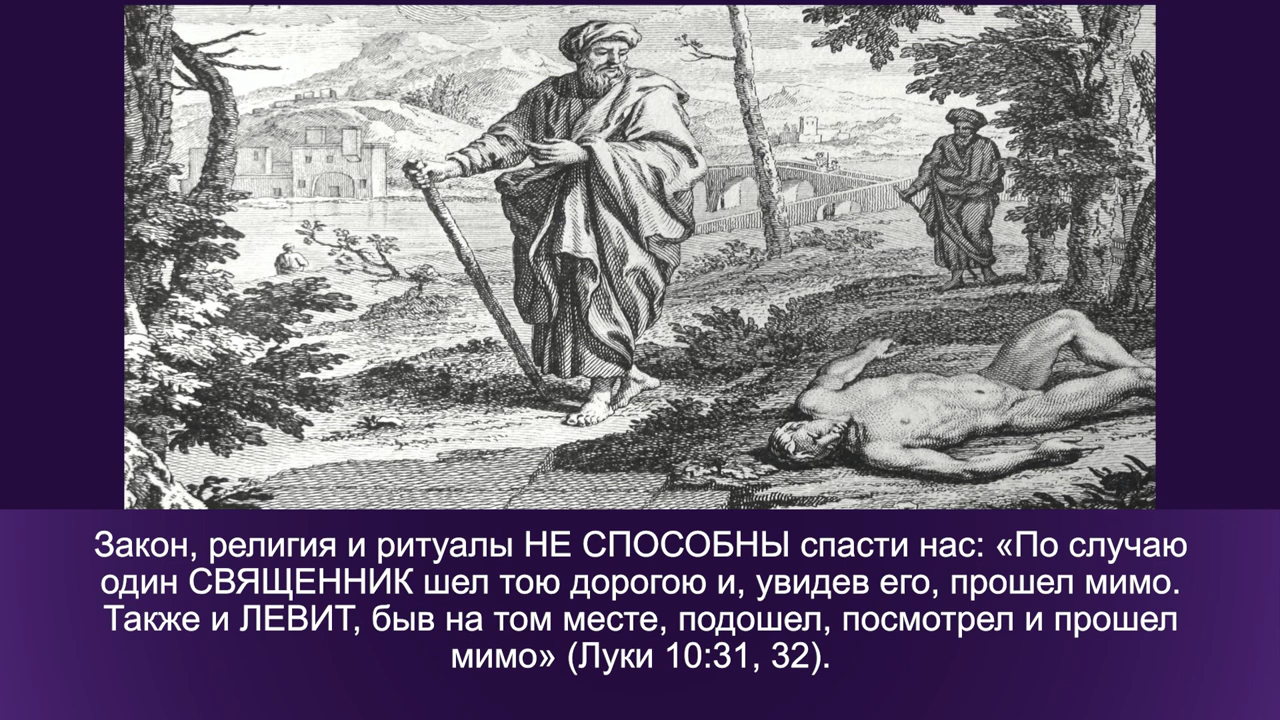 Закон, религия и ритуалы НЕ СПОСОБНЫ спасти нас: «По случаю
один СВЯЩЕННИК шел тою дорогою и, увидев его, прошел мимо.
Также и ЛЕВИТ, быв на том месте, подошел, посмотрел и прошел
мимо» (Луки 10:31, 32).